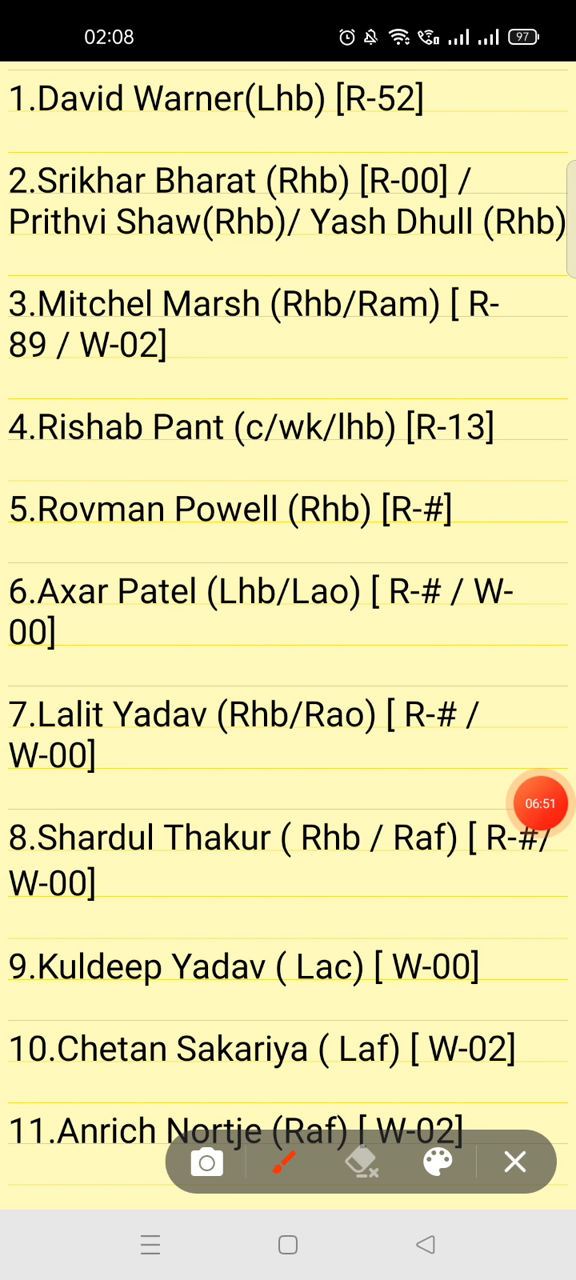 02:08
97
1.David Warner(Lhb) [R-52]
2.Srikhar Bharat (Rhb) [R-00] /
Prithvi Shaw(Rhb)/ Yash Dhull (Rhb)
3.Mitchel Marsh (Rhb/Ram) [ R-
89 / W-02]
4.Rishab Pant (c/wk/lhb) [R-13]
5.Rovman Powell (Rhb) [R-#]
6.Axar Patel (Lhb/Lao) [ R-# / W-
00]
7.Lalit Yadav (Rhb/Rao) [ R-# /
W-00]
06:51
8.Shardul Thakur ( Rhb / Raf) [ R-#/
W-00]
9.Kuldeep Yadav ( Lac) [ W-00]
10.Chetan Sakariya ( Laf) [ W-02]
11.Anrich Nortje (Raf) [ W-02]